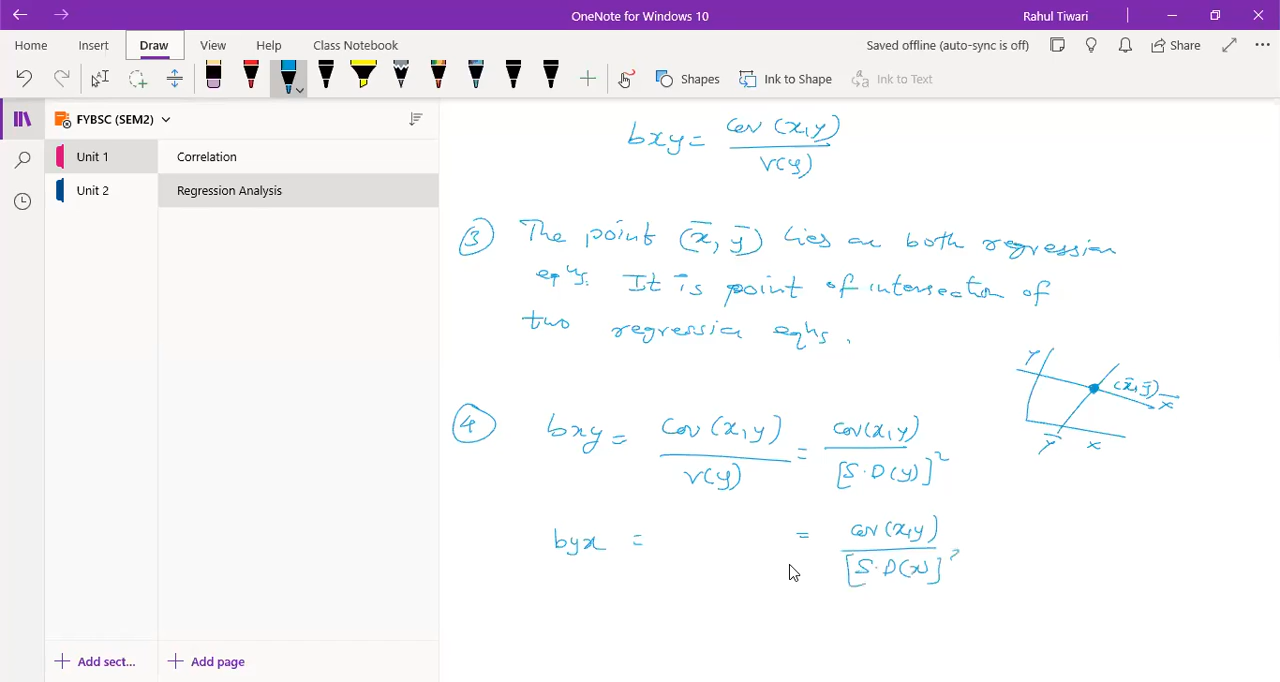 OneNote for Windows 10
Rahul Tiwari
Home Insert Draw View Help Class Notebook
Saved offline (auto-sync is off) Share
Shapes Ink to Shape Ink to Text
FYBSC (SEM2)
Unit 1
Unit 2
Correlation
Regression Analysis
Add sect...
Add page
bxy = Cov (x,y) / V(y)
③ The point (x̄, ȳ) lies on both regression
eqⁿs. It is point of intersection of
two regression eqⁿs.
Y
(x̄,ȳ)
X
Y
X
④ bxy = Cov (x,y) / V(y) = Cov(x,y) / [S.D(y)]²
byx = = Cov(x,y) / [S.D(x)]²